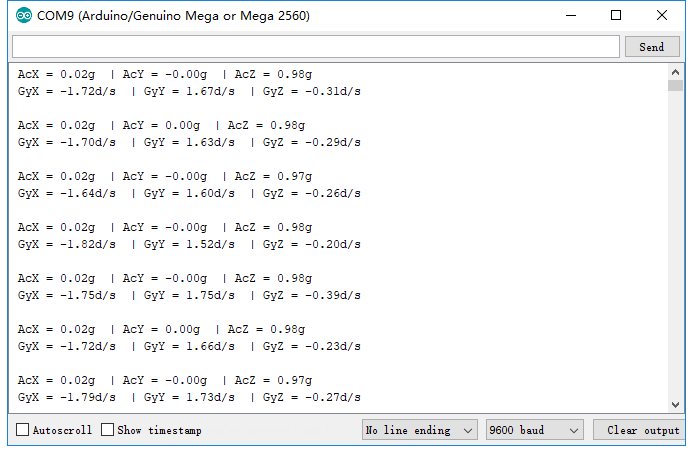 COM9 (Arduino/Genuino Mega or Mega 2560)
Send
AcX = 0.02g  | AcY = -0.00g  | AcZ = 0.98g
GyX = -1.72d/s  | GyY = 1.67d/s  | GyZ = -0.31d/s
AcX = 0.02g  | AcY = 0.00g  | AcZ = 0.98g
GyX = -1.70d/s  | GyY = 1.63d/s  | GyZ = -0.29d/s
AcX = 0.02g  | AcY = -0.00g  | AcZ = 0.97g
GyX = -1.64d/s  | GyY = 1.60d/s  | GyZ = -0.26d/s
AcX = 0.02g  | AcY = -0.00g  | AcZ = 0.98g
GyX = -1.82d/s  | GyY = 1.52d/s  | GyZ = -0.20d/s
AcX = 0.02g  | AcY = -0.00g  | AcZ = 0.98g
GyX = -1.75d/s  | GyY = 1.75d/s  | GyZ = -0.39d/s
AcX = 0.02g  | AcY = 0.00g  | AcZ = 0.98g
GyX = -1.72d/s  | GyY = 1.66d/s  | GyZ = -0.23d/s
AcX = 0.02g  | AcY = -0.00g  | AcZ = 0.97g
GyX = -1.79d/s  | GyY = 1.73d/s  | GyZ = -0.27d/s
Autoscroll Show timestamp No line ending 9600 baud Clear output